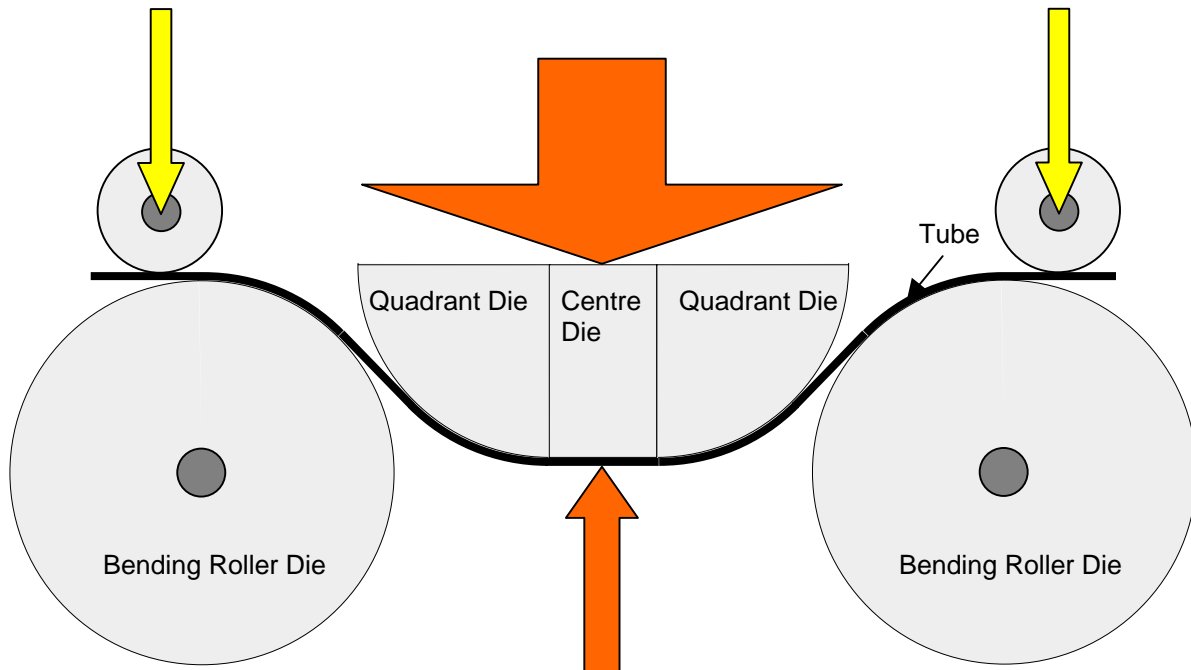 Tube
Quadrant Die
Centre
Die
Quadrant Die
Bending Roller Die
Bending Roller Die